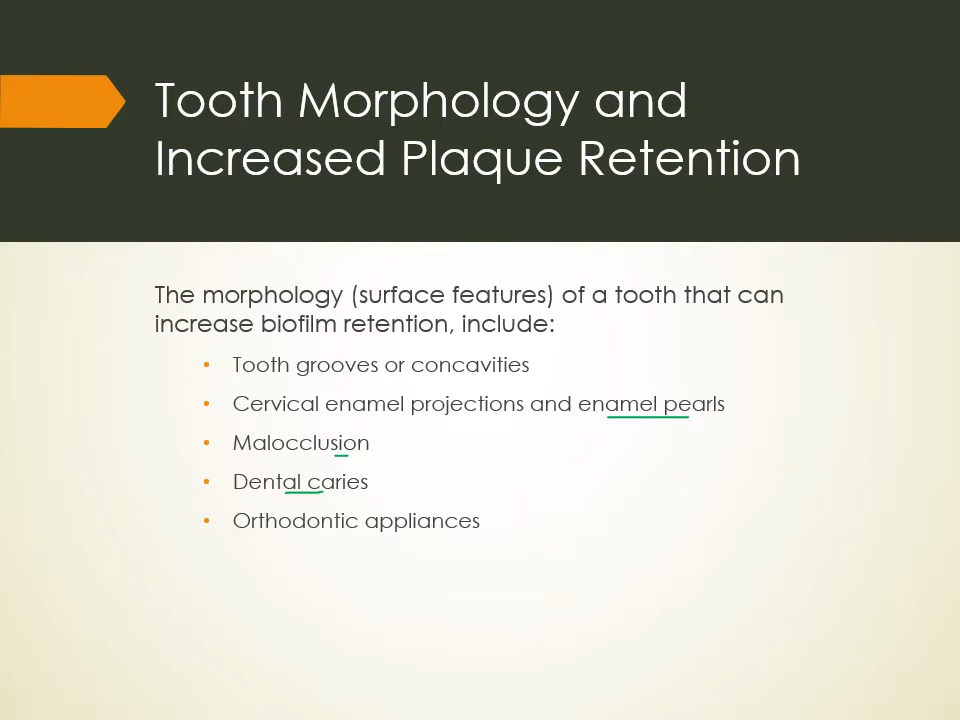 Tooth Morphology and
Increased Plaque Retention
The morphology (surface features) of a tooth that can
increase biofilm retention, include:
• Tooth grooves or concavities
• Cervical enamel projections and enamel pearls
• Malocclusion
• Dental caries
• Orthodontic appliances